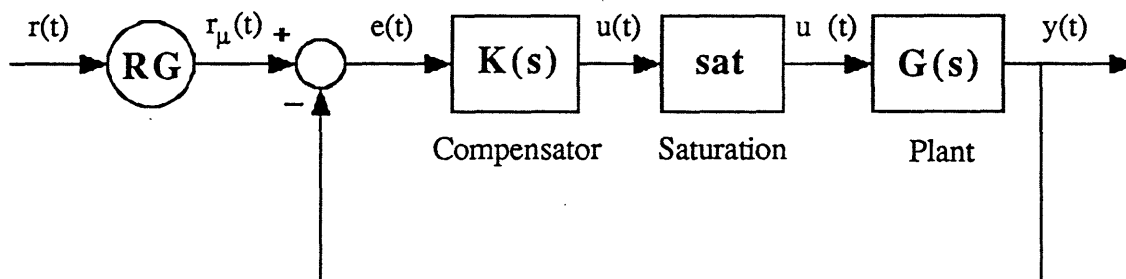 r(t) r_μ(t) + e(t) u(t) u (t) y(t)
RG K(s) sat G(s)
−
Compensator Saturation Plant